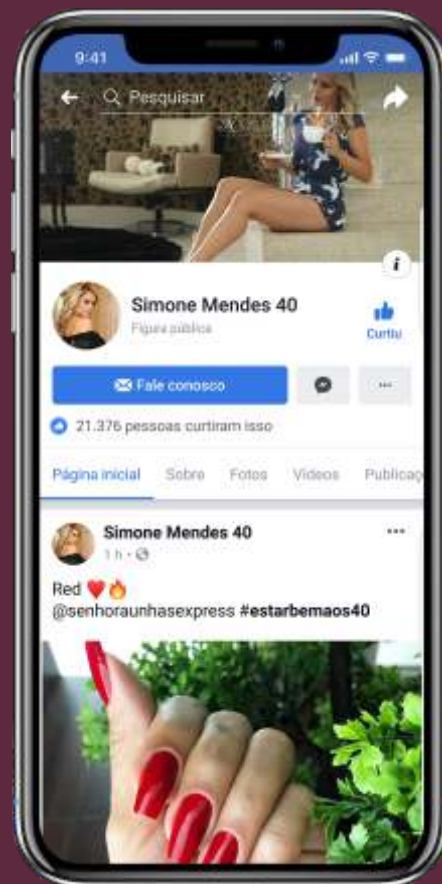 9:41
Pesquisar
Simone Mendes 40
Figura pública
Curtiu
Fale conosco
21.376 pessoas curtiram isso
Página inicial Sobre Fotos Vídeos Publicaç
Simone Mendes 40
1 h
Red ❤️🔥
@senhoraunhasexpress #estarbemaos40